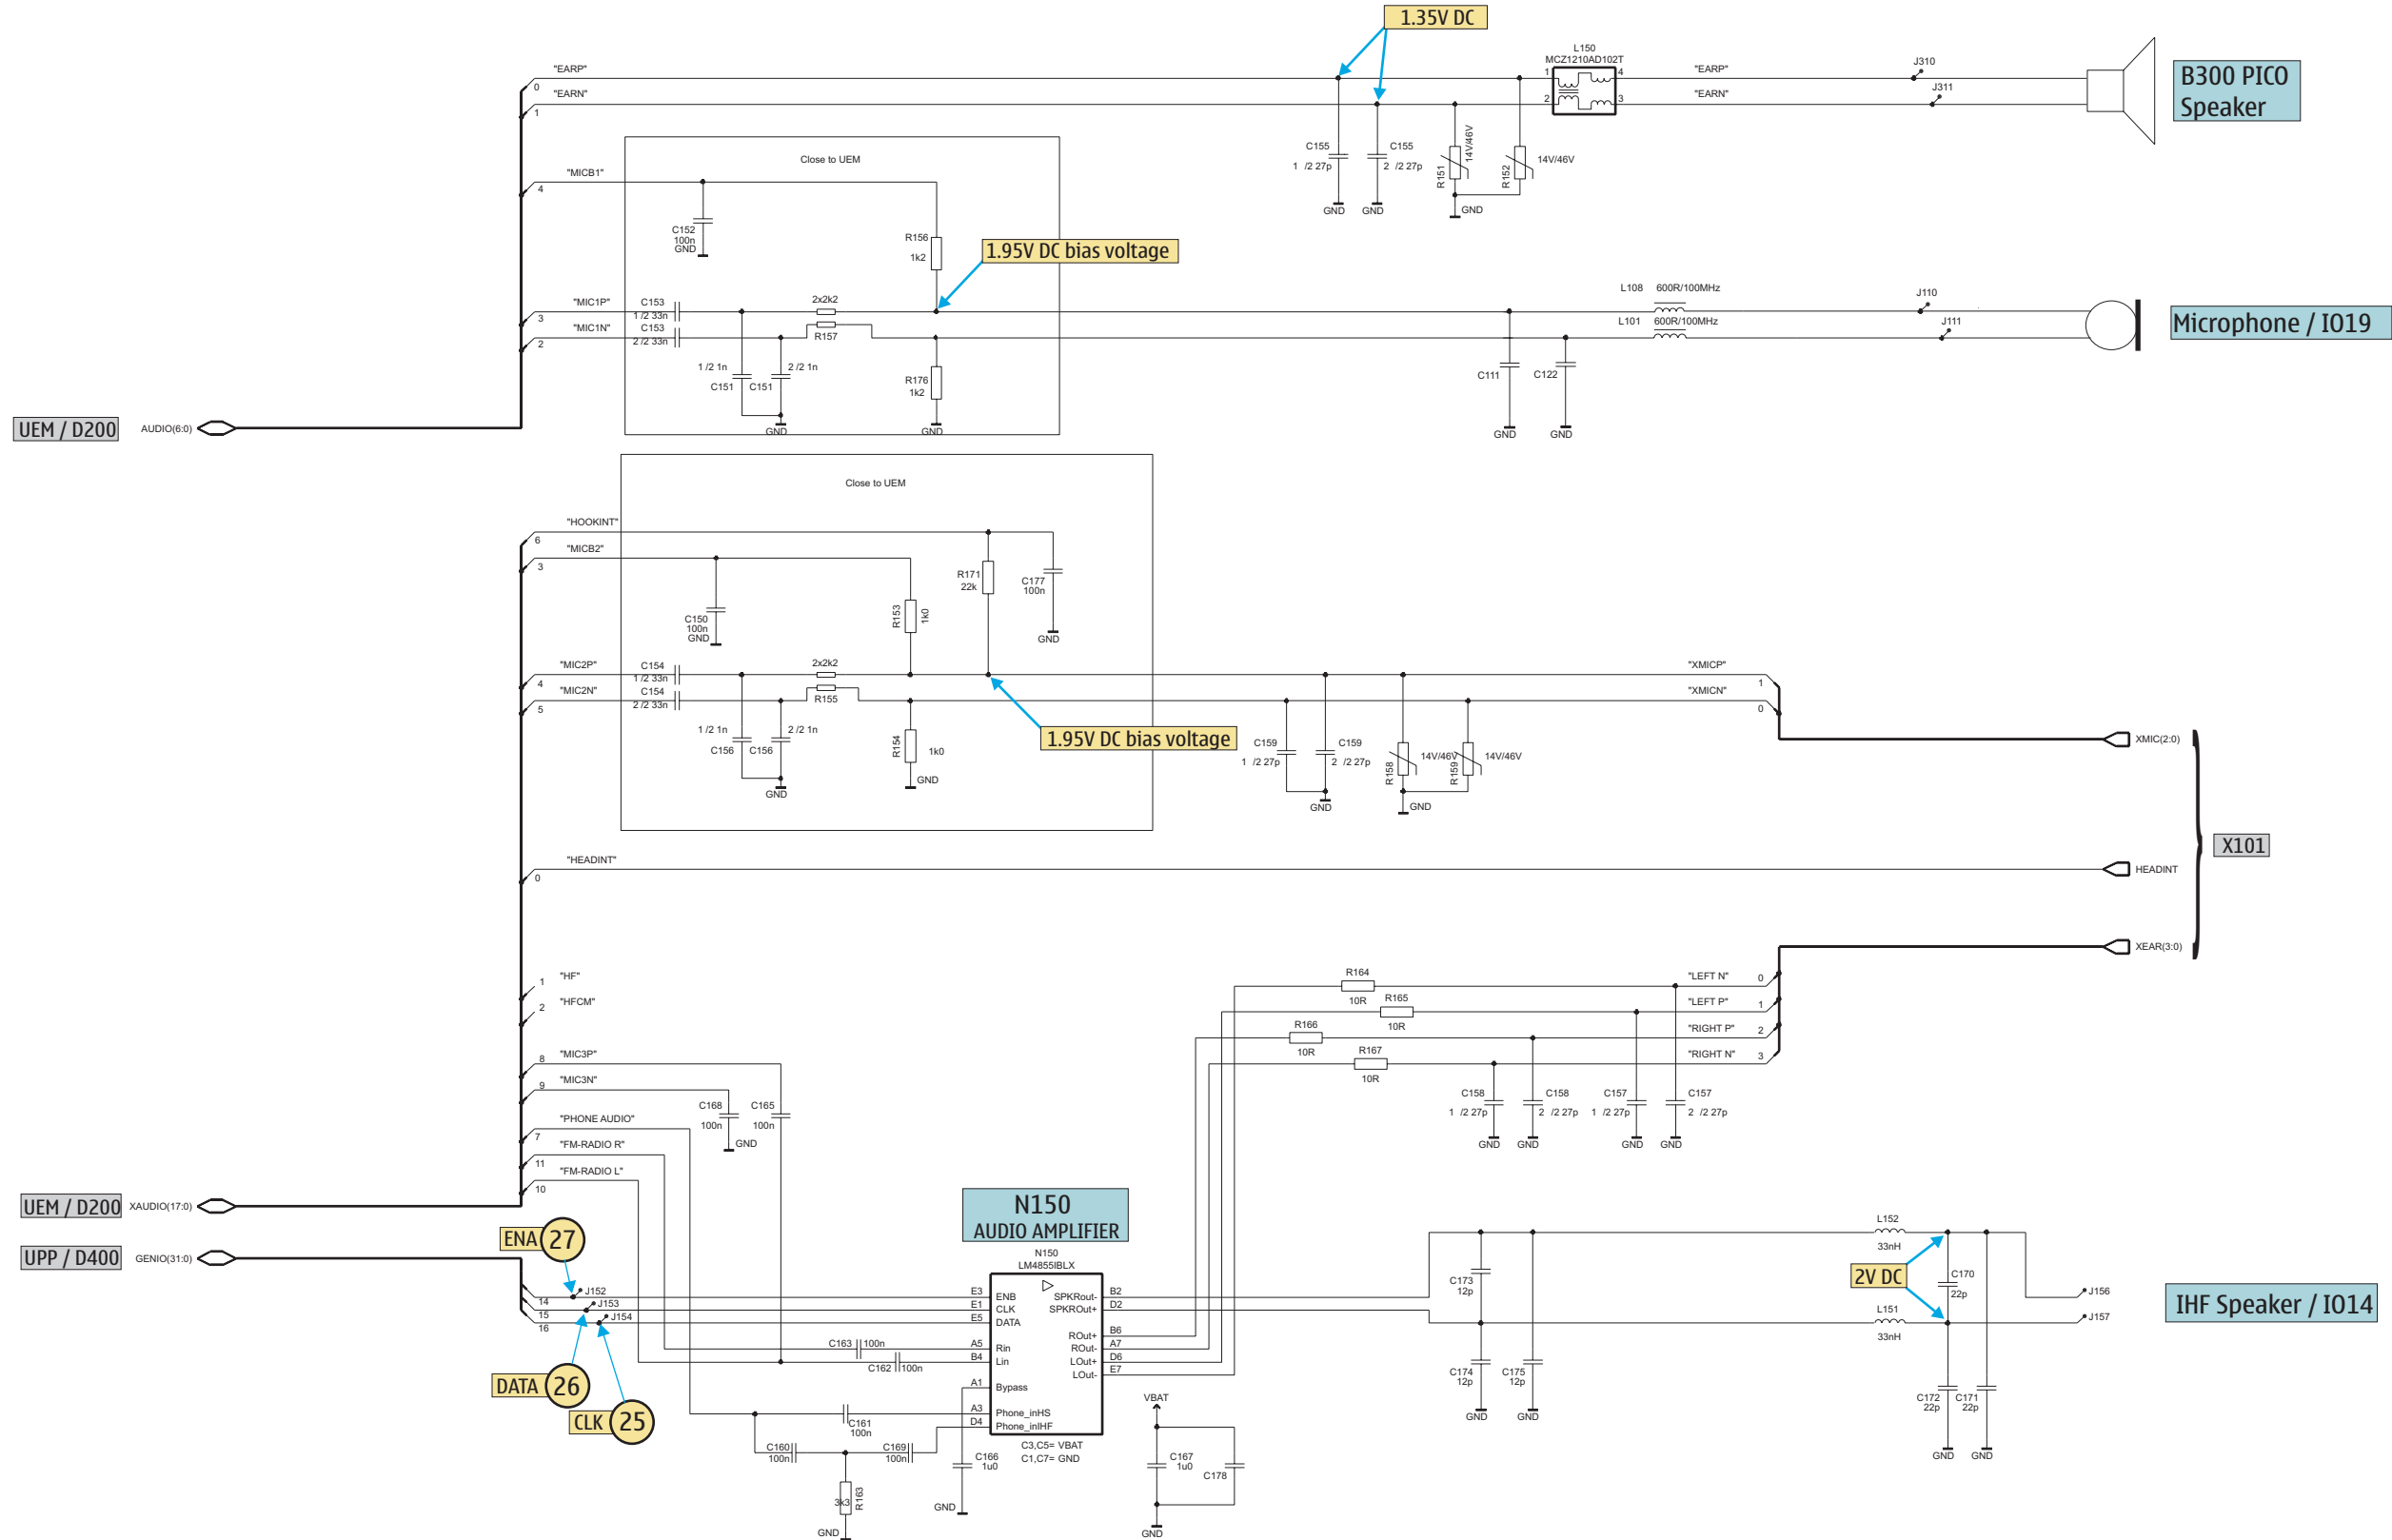 1.35V DC
L150
MCZ1210AD102T
"EARP"
0
1
4
"EARP"
J310
"EARN"
1
2
3
"EARN"
J311
B300 PICO
Speaker
C155
1 /2 27p
GND
C155
2 /2 27p
GND
R151
14V/46V
GND
R152
14V/46V
Close to UEM
"MICB1"
4
C152
100n
GND
R156
1k2
1.95V DC bias voltage
"MIC1P"
3
C153
1 /2 33n
2x2k2
"MIC1N"
2
C153
2 /2 33n
R157
1 /2 1n
C151
2 /2 1n
C151
GND
R176
1k2
GND
L108 600R/100MHz
J110
L101 600R/100MHz
J111
C111
GND
C122
GND
Microphone / IO19
UEM / D200
AUDIO(6:0)
Close to UEM
"HOOKINT"
6
"MICB2"
3
C150
100n
GND
R153
1k0
R171
22k
C177
100n
GND
"MIC2P"
4
C154
1 /2 33n
2x2k2
"MIC2N"
5
C154
2 /2 33n
R155
1 /2 1n
C156
2 /2 1n
C156
GND
R154
1k0
GND
1.95V DC bias voltage
C159
1 /2 27p
C159
2 /2 27p
GND
R158
14V/46V
R159
14V/46V
GND
"XMICP"
1
"XMICN"
0
XMIC(2:0)
X101
"HEADINT"
0
HEADINT
XEAR(3:0)
1
"HF"
2
"HFCM"
8
"MIC3P"
9
"MIC3N"
C168
100n
GND
C165
100n
"PHONE AUDIO"
7
"FM-RADIO R"
11
"FM-RADIO L"
10
R164
10R
"LEFT N"
0
R165
10R
"LEFT P"
1
R166
10R
"RIGHT P"
2
R167
10R
"RIGHT N"
3
C158
1 /2 27p
GND
C158
2 /2 27p
GND
C157
1 /2 27p
GND
C157
2 /2 27p
GND
UEM / D200
XAUDIO(17:0)
UPP / D400
GENIO(31:0)
ENA 27
DATA 26
CLK 25
J152
14
J153
15
J154
16
N150
AUDIO AMPLIFIER
N150
LM4855IBLX
E3 ENB
E1 CLK
E5 DATA
A5 Rin
B4 Lin
A1 Bypass
A3 Phone_inHS
D4 Phone_inIHF
SPKRout- B2
SPKROut+ D2
ROut+ B6
ROut- A7
LOut+ D6
LOut- E7
C3,C5= VBAT
C1,C7= GND
C163 100n
C162 100n
C161
100n
C160
100n
C169
100n
3k3
R163
GND
C166
1u0
GND
VBAT
C167
1u0
C178
GND
C173
12p
C174
12p
GND
C175
12p
GND
L152
33nH
2V DC
L151
33nH
C170
22p
C172
22p
GND
C171
22p
GND
J156
J157
IHF Speaker / IO14